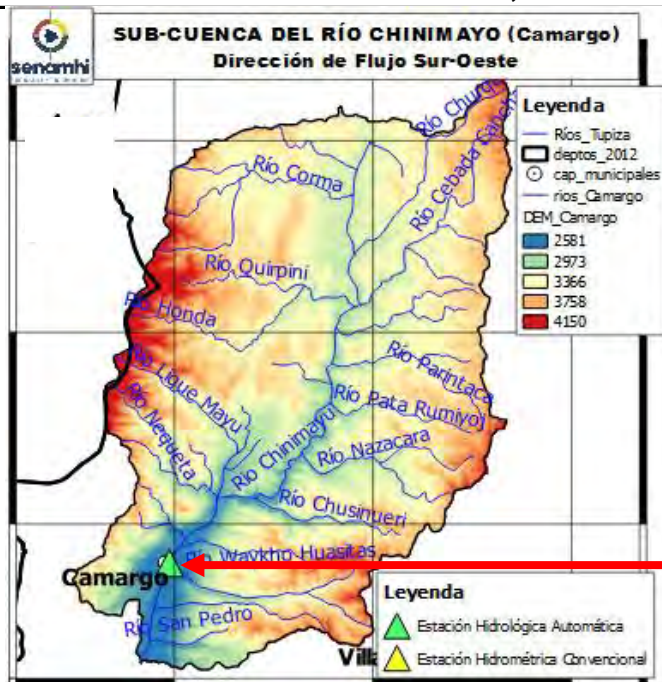 senamhi
SUB-CUENCA DEL RÍO CHINIMAYO (Camargo)
Dirección de Flujo Sur-Oeste
Leyenda
Ríos_Tupiza
deptos_2012
cap_municipales
rios_Camargo
DEM_Camargo
2581
2973
3366
3758
4150
Río Churq
Río Cebada Cancha
Río Corma
Río Quirpini
Río Honda
Río Parintaca
Río Lique Mayu
Río Pata Rumiyoj
Río Nequeta
Río Chinimayu
Río Nazacara
Río Chusinueri
Río Waykho Huasitas
Camargo
Río San Pedro
Villa
Leyenda
Estación Hidrológica Automática
Estación Hidrométrica Convencional